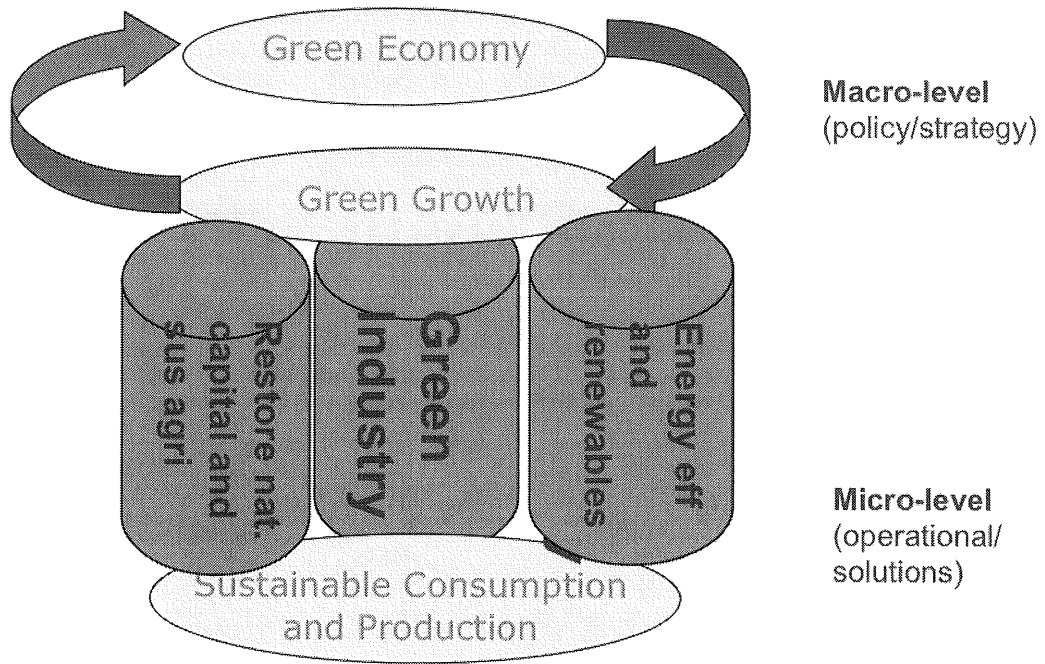 Green Economy
Macro-level
(policy/strategy)
Green Growth
Restore nat.
capital and
sus agri
Green
Industry
Energy eff
and
renewables
Micro-level
(operational/
solutions)
Sustainable Consumption
and Production